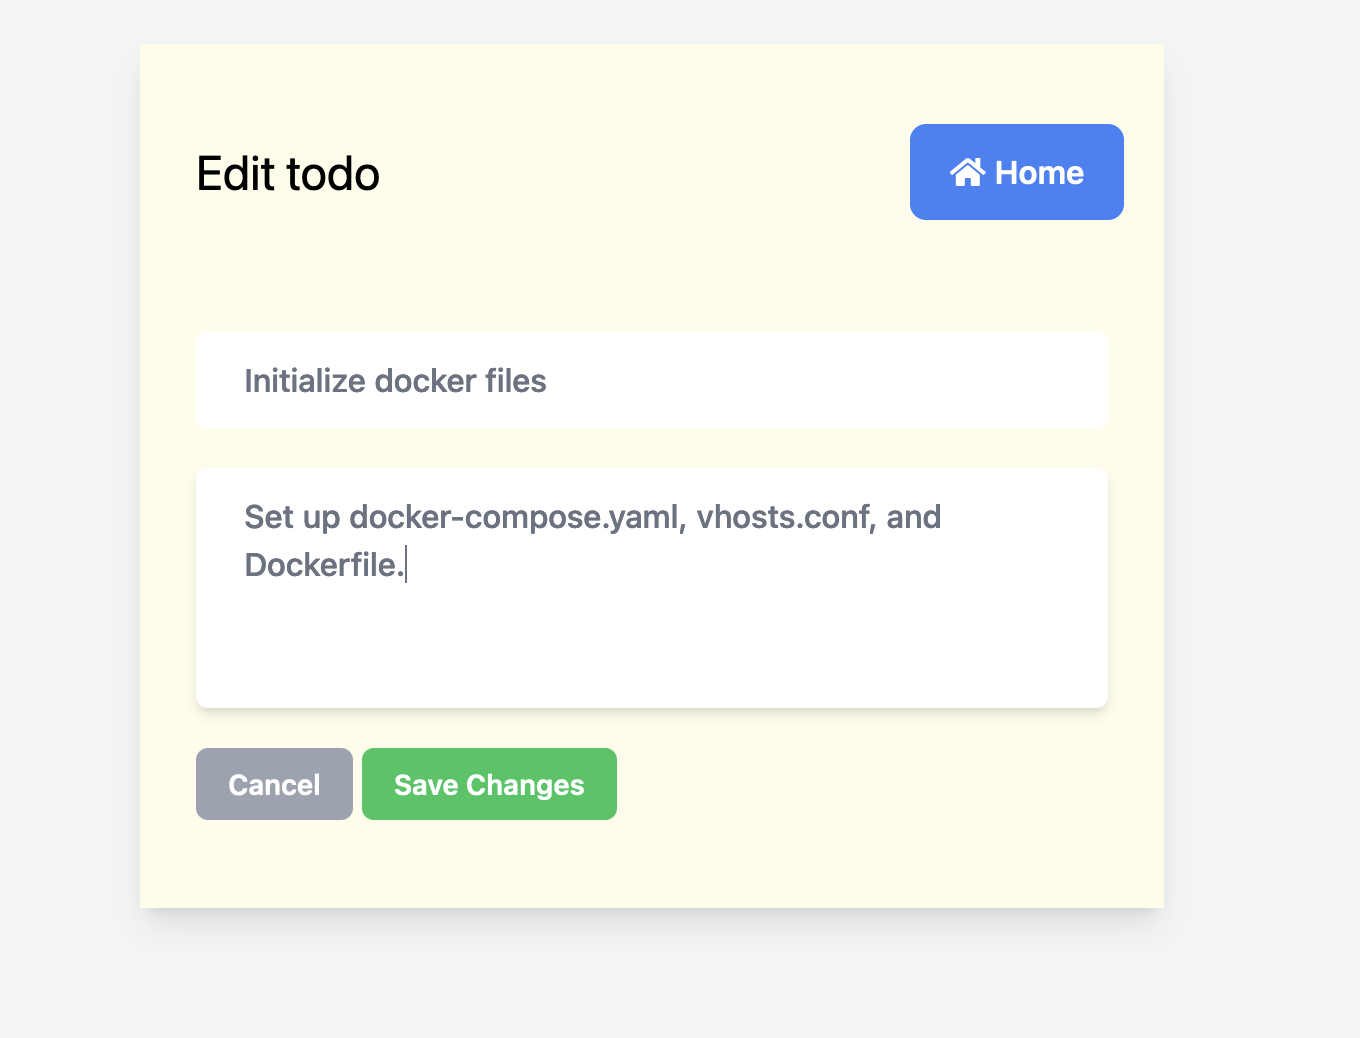 Edit todo
Home
Initialize docker files
Set up docker-compose.yaml, vhosts.conf, and
Dockerfile.
Cancel
Save Changes